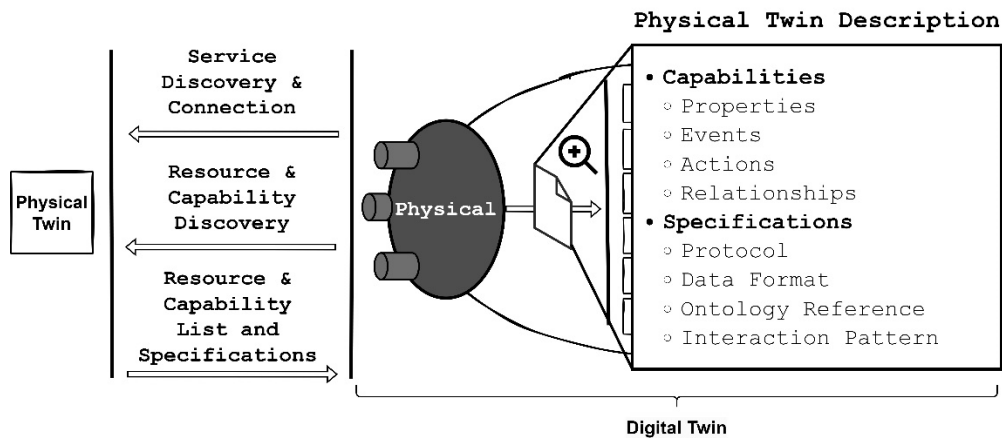 Physical Twin Description
Service
Discovery &
Connection
Resource &
Capability
Discovery
Resource &
Capability
List and
Specifications
Physical
Twin
Physical
• Capabilities
○ Properties
○ Events
○ Actions
○ Relationships
• Specifications
○ Protocol
○ Data Format
○ Ontology Reference
○ Interaction Pattern
Digital Twin